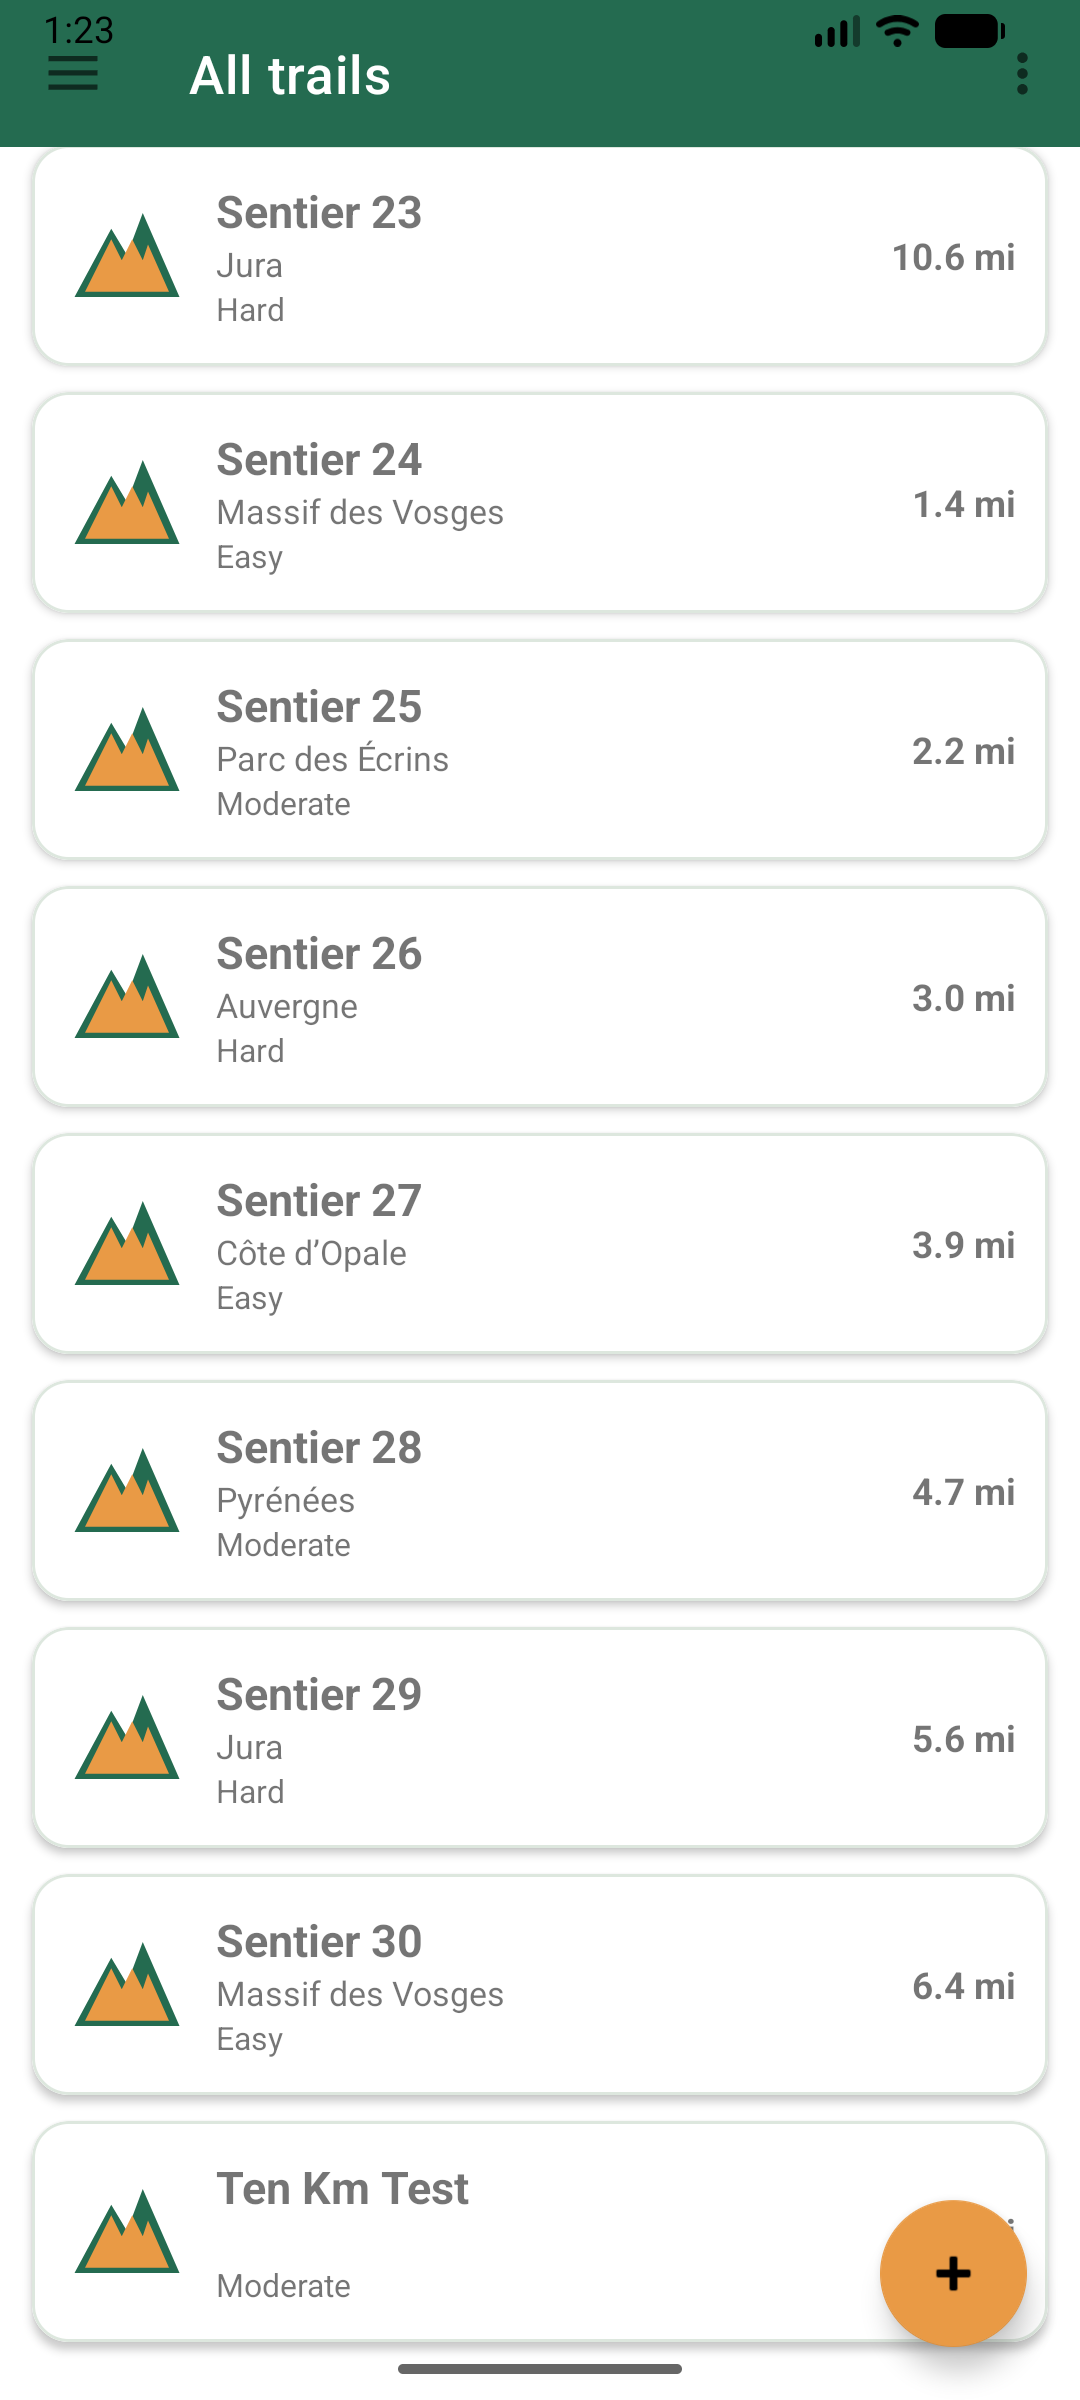 1:23
All trails
Sentier 23
Jura
Hard
10.6 mi
Sentier 24
Massif des Vosges
Easy
1.4 mi
Sentier 25
Parc des Écrins
Moderate
2.2 mi
Sentier 26
Auvergne
Hard
3.0 mi
Sentier 27
Côte d’Opale
Easy
3.9 mi
Sentier 28
Pyrénées
Moderate
4.7 mi
Sentier 29
Jura
Hard
5.6 mi
Sentier 30
Massif des Vosges
Easy
6.4 mi
Ten Km Test
Moderate